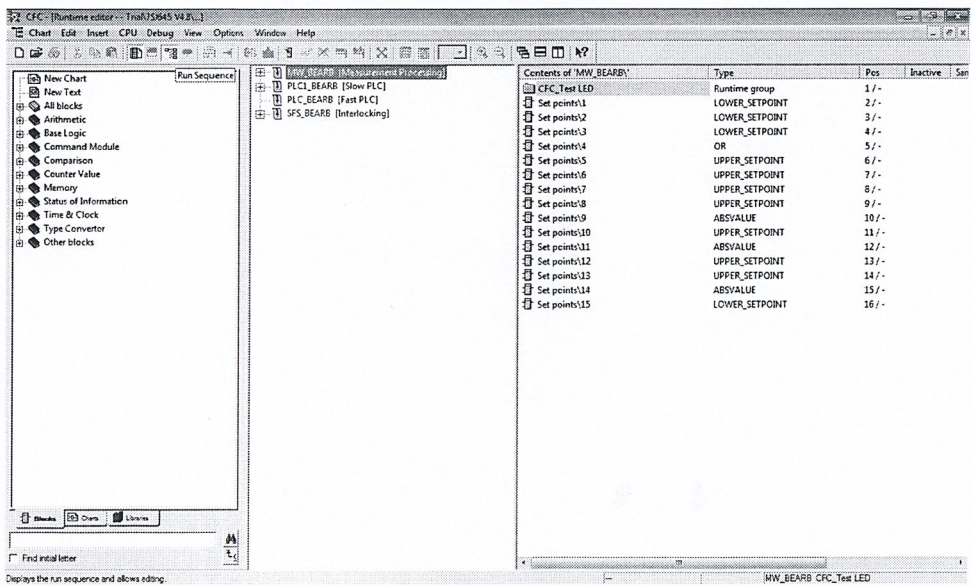 CFC - [Runtime editor -- Trial\7SJ645 V4.8\...]
Chart Edit Insert CPU Debug View Options Window Help
Run Sequence
New Chart
New Text
All blocks
Arithmetic
Base Logic
Command Module
Comparison
Counter Value
Memory
Status of Information
Time & Clock
Type Convertor
Other blocks
Blocks Charts Libraries
Find initial letter
MW_BEARB [Measurement Processing]
PLC1_BEARB [Slow PLC]
PLC_BEARB [Fast PLC]
SFS_BEARB [Interlocking]
Contents of 'MW_BEARB\' Type Pos Inactive San
CFC_Test LED Runtime group 1 / -
Set points\1 LOWER_SETPOINT 2 / -
Set points\2 LOWER_SETPOINT 3 / -
Set points\3 LOWER_SETPOINT 4 / -
Set points\4 OR 5 / -
Set points\5 UPPER_SETPOINT 6 / -
Set points\6 UPPER_SETPOINT 7 / -
Set points\7 UPPER_SETPOINT 8 / -
Set points\8 UPPER_SETPOINT 9 / -
Set points\9 ABSVALUE 10 / -
Set points\10 UPPER_SETPOINT 11 / -
Set points\11 ABSVALUE 12 / -
Set points\12 UPPER_SETPOINT 13 / -
Set points\13 UPPER_SETPOINT 14 / -
Set points\14 ABSVALUE 15 / -
Set points\15 LOWER_SETPOINT 16 / -
Displays the run sequence and allows editing. MW_BEARB CFC_Test LED